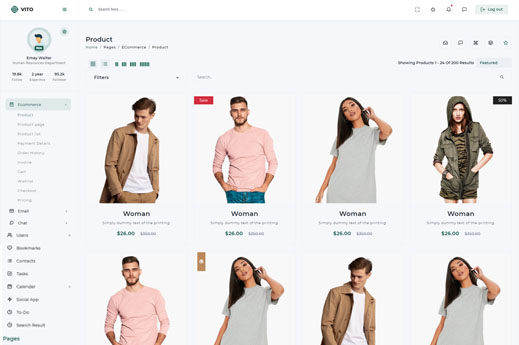 VITO
Search here ...
Log out
Emay Walter
Human Resources Department
19.8k
2 year
95.2k
Follow
Experince
Follower
Ecommerce
Product
Product page
Product list
Payment Details
Order History
Invoice
Cart
Wishlist
Checkout
Pricing
Email
Chat
Users
Bookmarks
Contacts
Tasks
Calendar
Social App
To-Do
Search Result
Pages
Product
Home / Pages / ECommerce / Product
Showing Products 1 - 24 Of 200 Results
Featured
Filters
Search..
Sale
50%
Woman
Simply dummy text of the printing.
$26.00 $350.00
Woman
Simply dummy text of the printing.
$26.00 $350.00
Woman
Simply dummy text of the printing.
$26.00 $350.00
Woman
Simply dummy text of the printing.
$26.00 $350.00